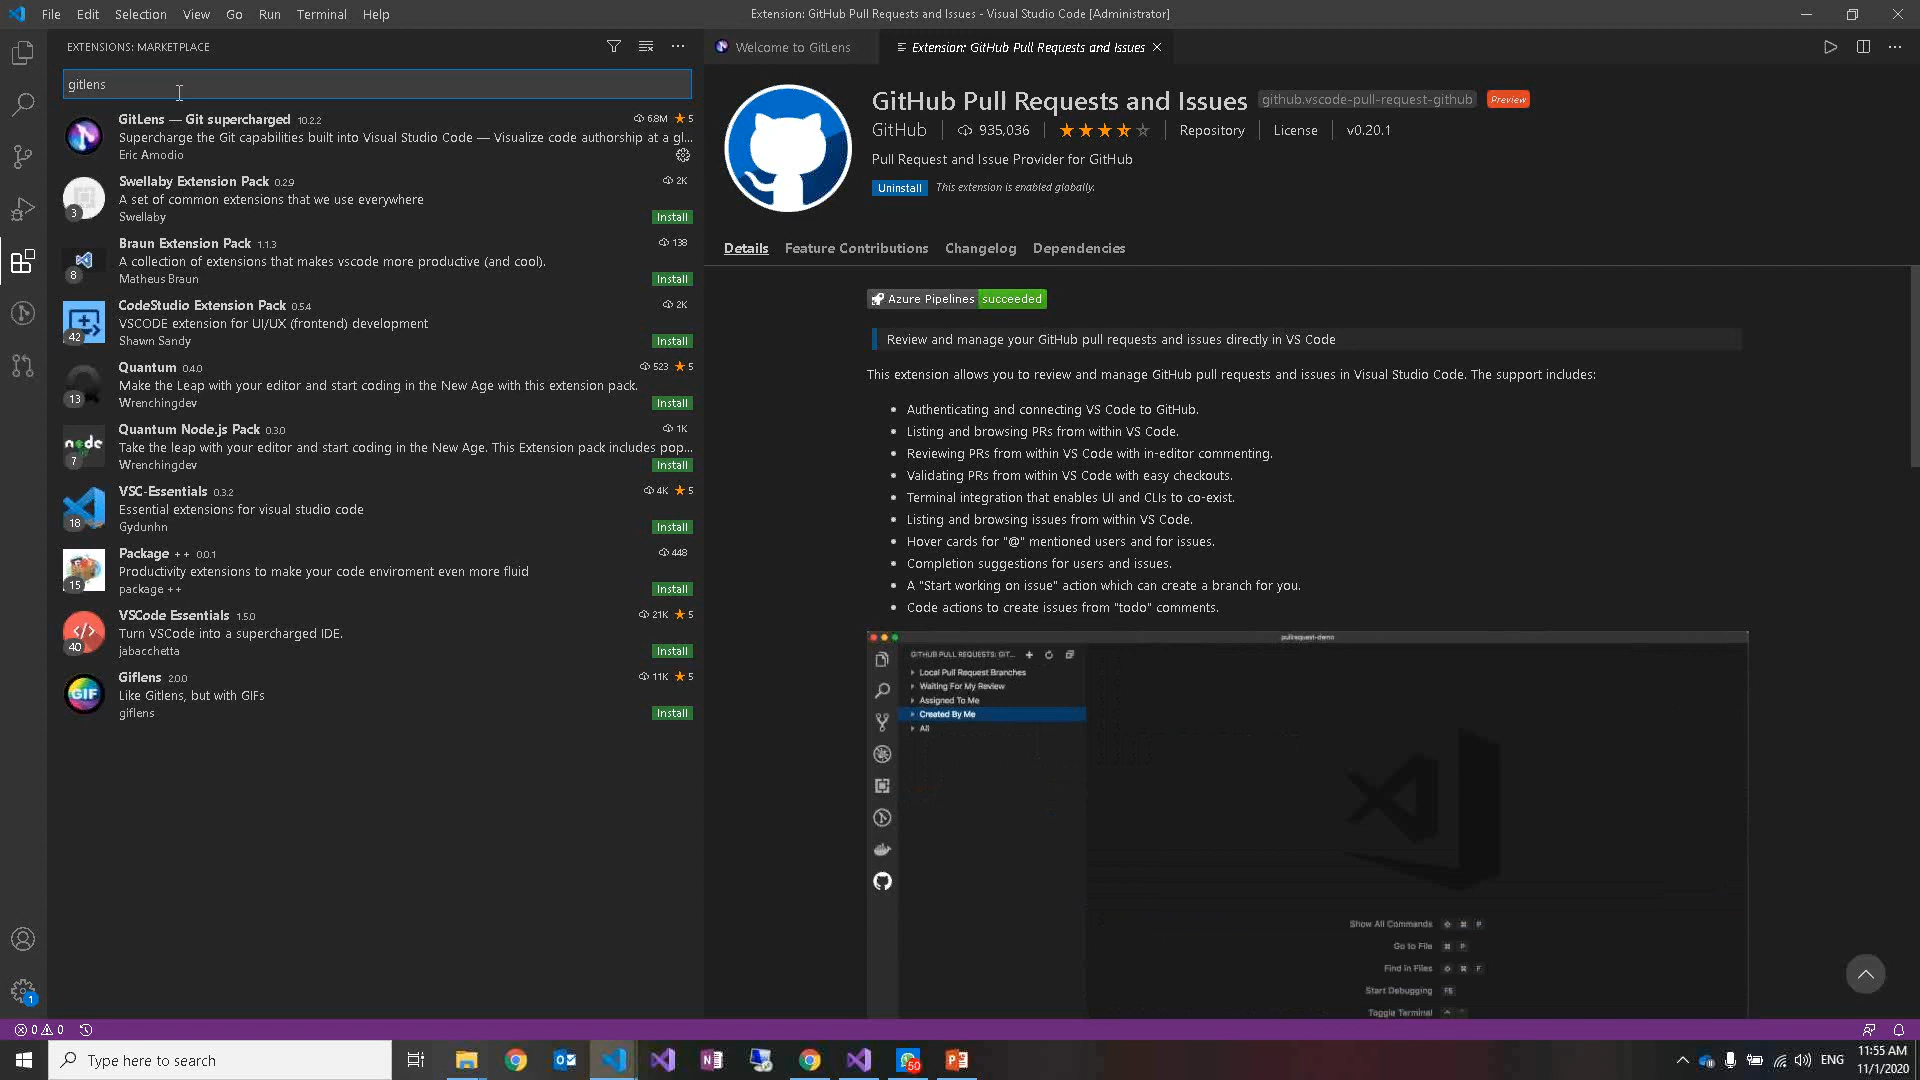 File Edit Selection View Go Run Terminal Help
Extension: GitHub Pull Requests and Issues - Visual Studio Code [Administrator]
EXTENSIONS: MARKETPLACE
gitlens
GitLens — Git supercharged 10.2.2 6.8M ★5
Supercharge the Git capabilities built into Visual Studio Code — Visualize code authorship at a gl...
Eric Amodio
Swellaby Extension Pack 0.2.9 2K
A set of common extensions that we use everywhere
3
Swellaby Install
Braun Extension Pack 1.1.3 138
A collection of extensions that makes vscode more productive (and cool).
8
Matheus Braun Install
CodeStudio Extension Pack 0.5.4 2K
VSCODE extension for UI/UX (frontend) development
42
Shawn Sandy Install
Quantum 0.4.0 523 ★5
Make the Leap with your editor and start coding in the New Age with this extension pack.
13
Wrenchingdev Install
Quantum Node.js Pack 0.3.0 1K
node
Take the leap with your editor and start coding in the New Age. This Extension pack includes pop...
7
Wrenchingdev Install
VSC-Essentials 0.3.2 4K ★5
Essential extensions for visual studio code
18
Gydunhn Install
Package ++ 0.0.1 448
Productivity extensions to make your code enviroment even more fluid
15
package ++ Install
VSCode Essentials 1.5.0 21K ★5
Turn VSCode into a supercharged IDE.
40
jabacchetta Install
Giflens 2.0.0 11K ★5
GIF
Like Gitlens, but with GIFs
giflens Install
Welcome to GitLens
Extension: GitHub Pull Requests and Issues
GitHub Pull Requests and Issues github.vscode-pull-request-github Preview
GitHub 935,036 Repository License v0.20.1
Pull Request and Issue Provider for GitHub
Uninstall This extension is enabled globally.
Details Feature Contributions Changelog Dependencies
Azure Pipelines succeeded
Review and manage your GitHub pull requests and issues directly in VS Code
This extension allows you to review and manage GitHub pull requests and issues in Visual Studio Code. The support includes:
• Authenticating and connecting VS Code to GitHub.
• Listing and browsing PRs from within VS Code.
• Reviewing PRs from within VS Code with in-editor commenting.
• Validating PRs from within VS Code with easy checkouts.
• Terminal integration that enables UI and CLIs to co-exist.
• Listing and browsing issues from within VS Code.
• Hover cards for "@" mentioned users and for issues.
• Completion suggestions for users and issues.
• A "Start working on issue" action which can create a branch for you.
• Code actions to create issues from "todo" comments.
pullrequest-demo
GITHUB PULL REQUESTS: GIT...
Local Pull Request Branches
Waiting For My Review
Assigned To Me
Created By Me
All
Show All Commands ⌘ P
Go to File ⌘ P
Find in Files ⌘ F
Start Debugging F5
Toggle Terminal
1
0 0
Type here to search
50
ENG
11:55 AM
11/1/2020